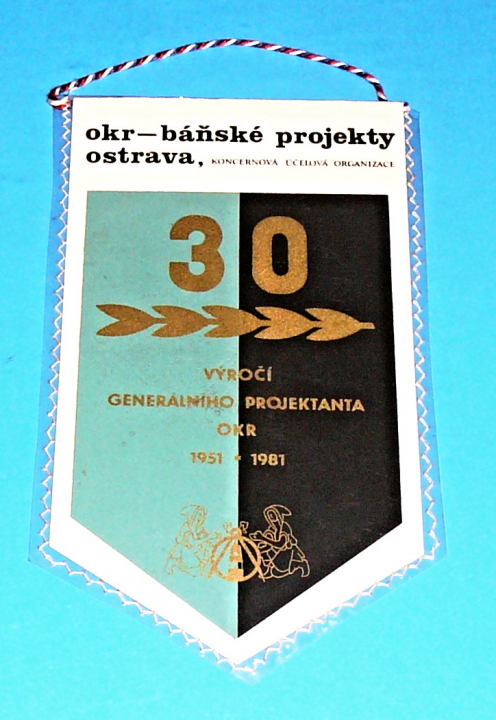 okr–báňské projekty
ostrava, KONCERNOVÁ ÚČELOVÁ ORGANIZACE
30
VÝROČÍ
GENERÁLNÍHO PROJEKTANTA
OKR
1951 • 1981